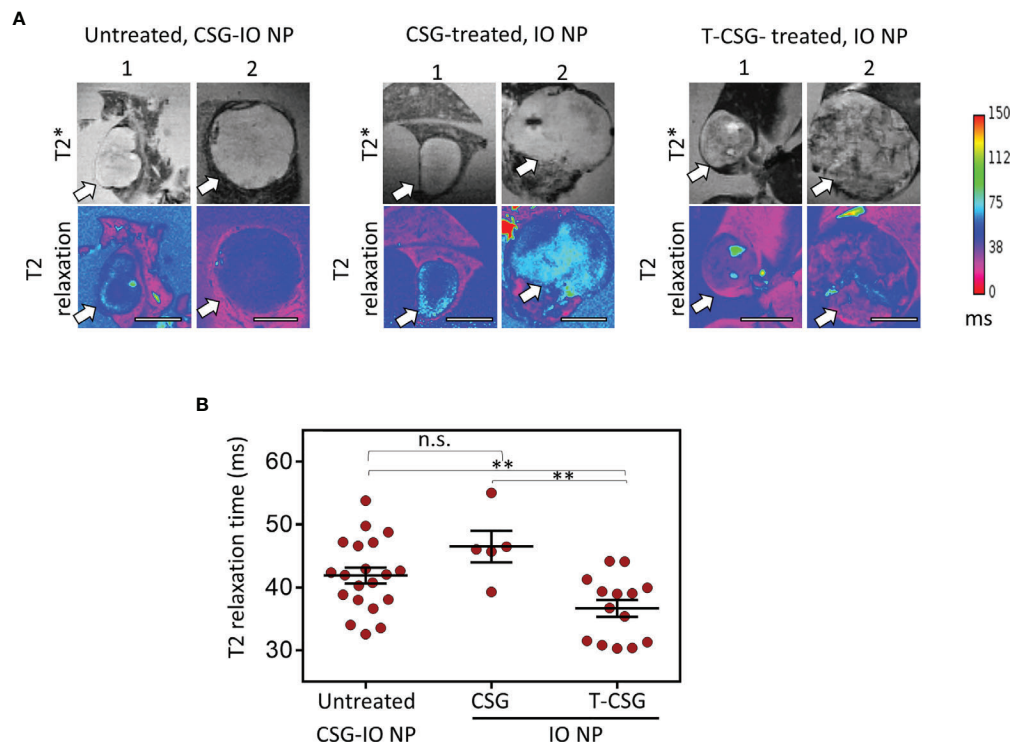 A
Untreated, CSG-IO NP
CSG-treated, IO NP
T-CSG- treated, IO NP
1 2
1 2
1 2
T2*
T2*
T2*
T2
relaxation
T2
relaxation
T2
relaxation
150
112
75
38
0
ms
B
n.s.
**
**
T2 relaxation time (ms)
60
50
40
30
Untreated CSG T-CSG
CSG-IO NP IO NP